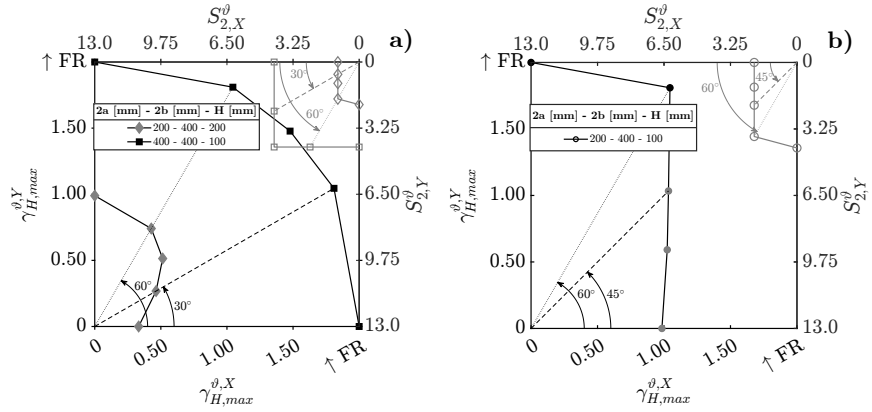 S^ϑ_{2,X}
13.0 9.75 6.50 3.25 0
a)
↑ FR
0
30°
60°
2a [mm] - 2b [mm] - H [mm]
200 - 400 - 200
400 - 400 - 100
1.50
1.00
0.50
0
γ^{ϑ,Y}_{H,max}
3.25
6.50
9.75
13.0
S^ϑ_{2,Y}
60°
30°
0 0.50 1.00 1.50 ↑ FR
γ^{ϑ,X}_{H,max}
S^ϑ_{2,X}
13.0 9.75 6.50 3.25 0
b)
↑ FR
0
45°
60°
2a [mm] - 2b [mm] - H [mm]
200 - 400 - 100
1.50
1.00
0.50
0
γ^{ϑ,Y}_{H,max}
3.25
6.50
9.75
13.0
S^ϑ_{2,Y}
60°
45°
0 0.50 1.00 1.50 ↑ FR
γ^{ϑ,X}_{H,max}